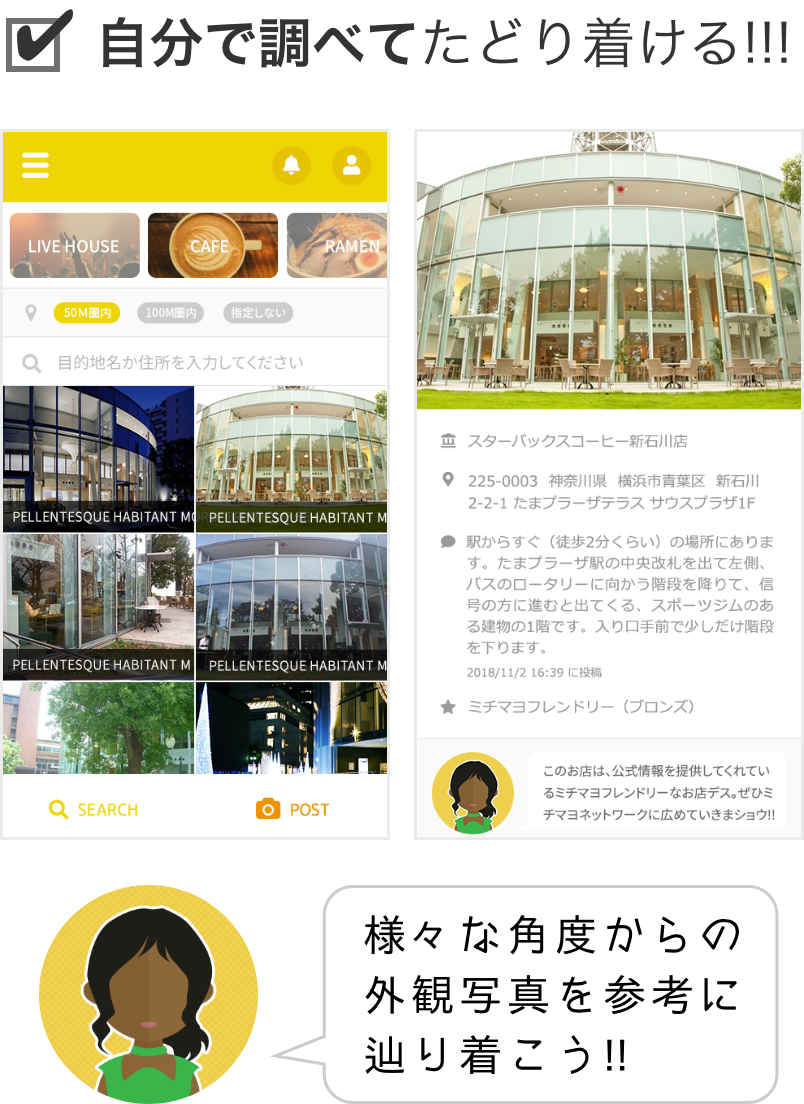 自分で調べてたどり着ける!!!
LIVE HOUSE
CAFE
RAMEN
50M圏内
100M圏内
指定しない
目的地名か住所を入力してください
PELLENTESQUE HABITANT MOR
PELLENTESQUE HABITANT M
PELLENTESQUE HABITANT M
PELLENTESQUE HABITANT M
SEARCH
POST
スターバックスコーヒー新石川店
225-0003 神奈川県 横浜市青葉区 新石川
2-2-1 たまプラーザテラス サウスプラザ1F
駅からすぐ（徒歩2分くらい）の場所にありま
す。たまプラーザ駅の中央改札を出て左側、
バスのロータリーに向かう階段を降りて、信
号の方に進むと出てくる、スポーツジムのあ
る建物の1階です。入り口手前で少しだけ階段
を下ります。
2018/11/2 16:39 に投稿
ミチマヨフレンドリー（ブロンズ）
このお店は、公式情報を提供してくれてい
るミチマヨフレンドリーなお店デス。ぜひミ
チマヨネットワークに広めていきまショウ!!
様々な角度からの
外観写真を参考に
辿り着こう!!